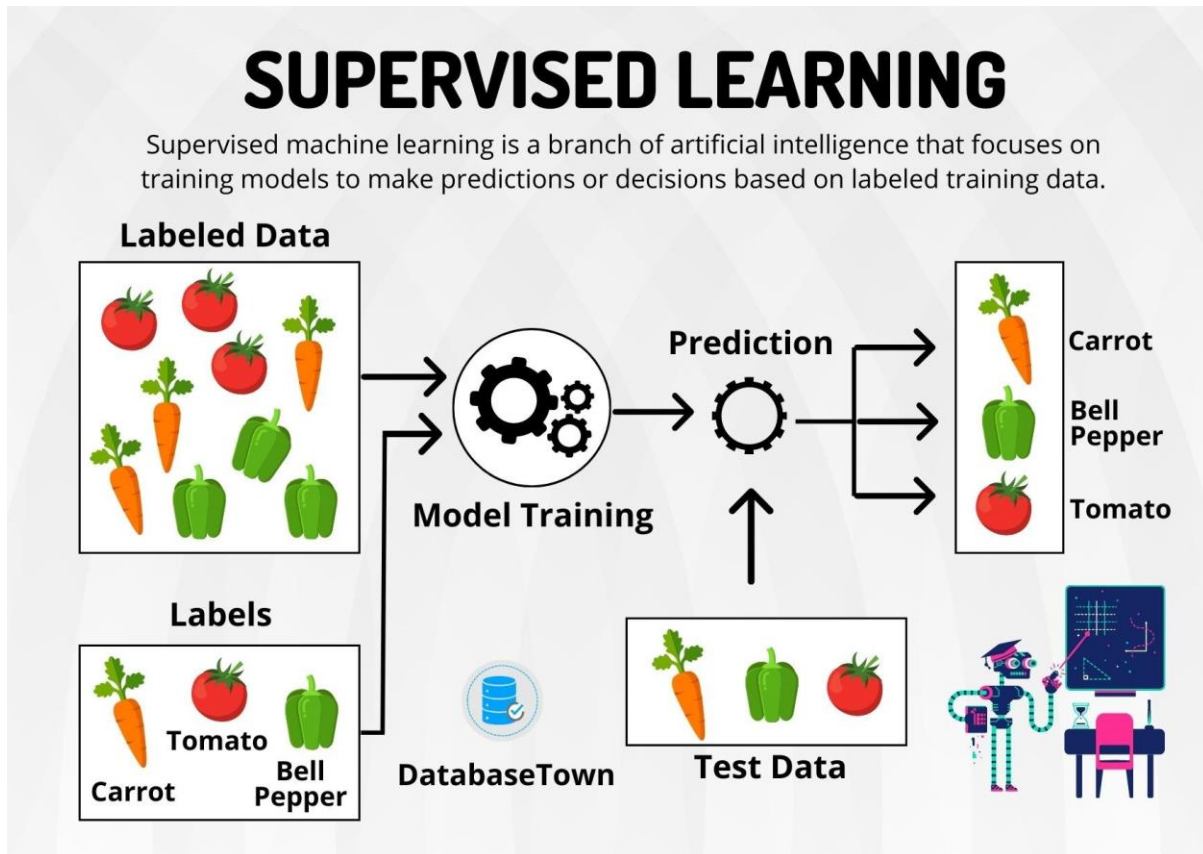 SUPERVISED LEARNING
Supervised machine learning is a branch of artificial intelligence that focuses on
training models to make predictions or decisions based on labeled training data.
Labeled Data
Model Training
Prediction
Carrot
Bell
Pepper
Tomato
Labels
Carrot
Tomato
Bell
Pepper
DatabaseTown
Test Data